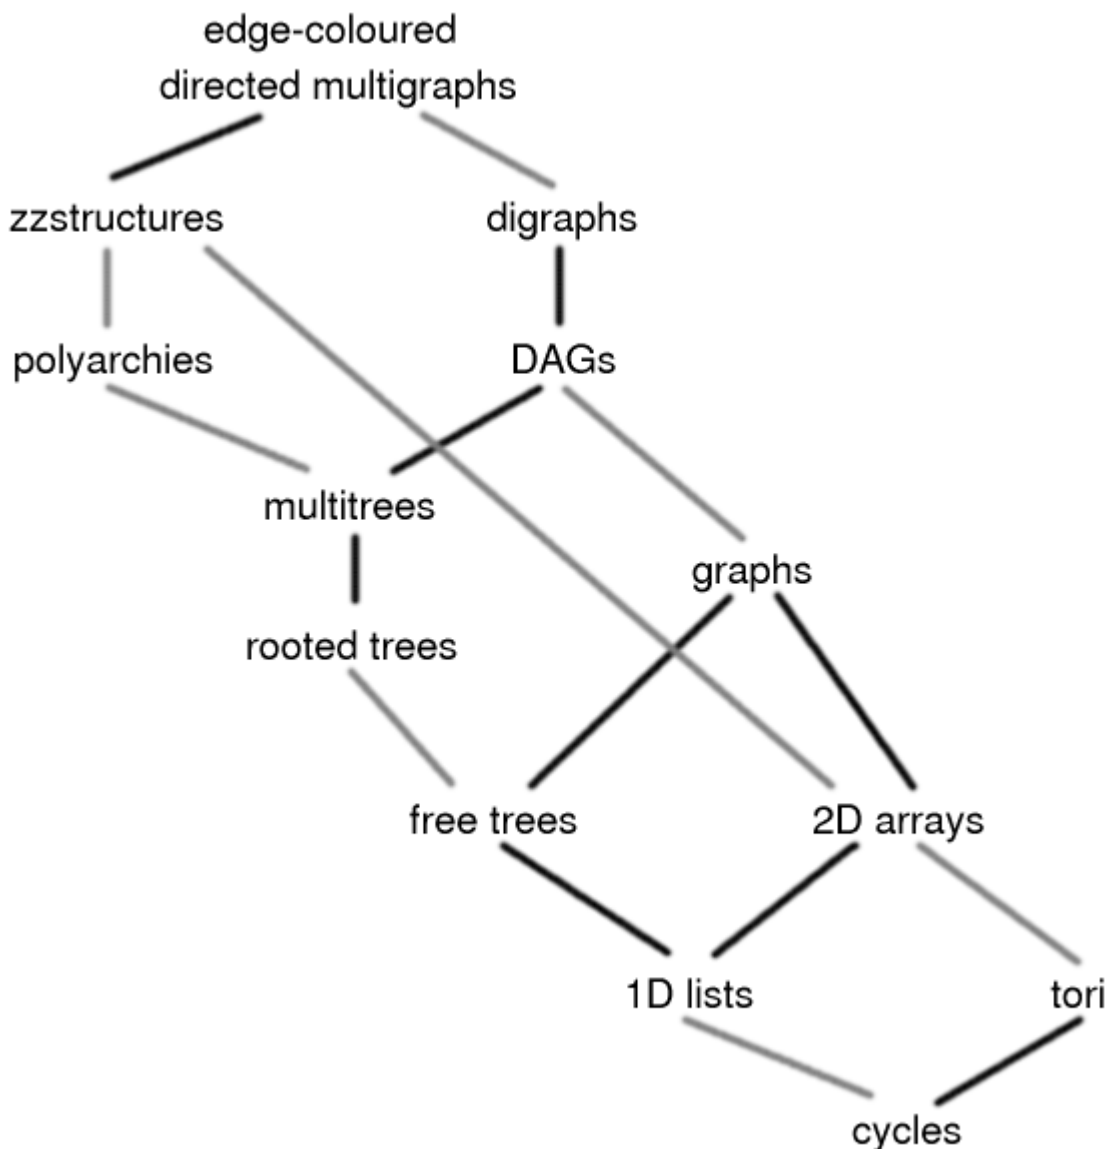 edge-coloured
directed multigraphs
zzstructures
digraphs
polyarchies
DAGs
multitrees
graphs
rooted trees
free trees
2D arrays
1D lists
tori
cycles